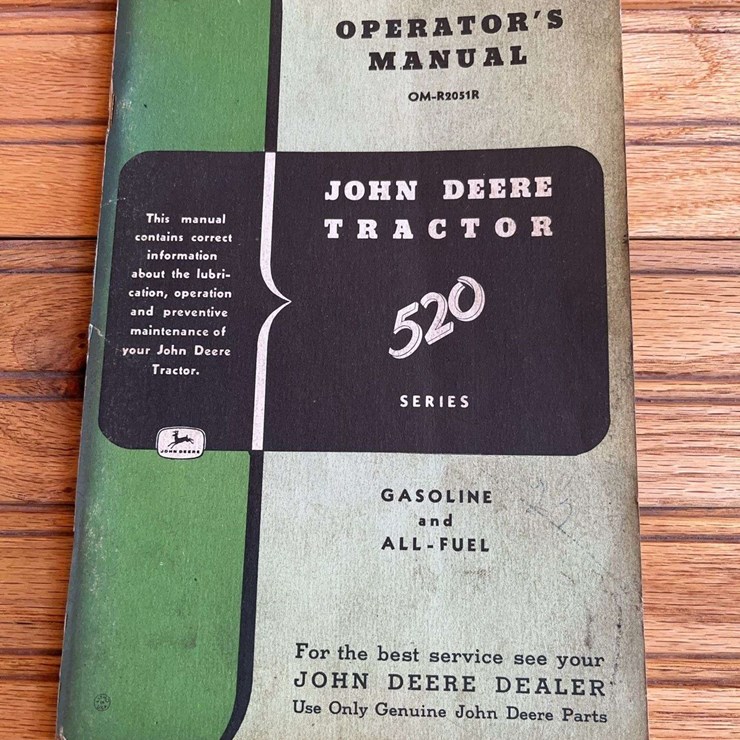 OPERATOR'S
MANUAL
OM-R2051R
JOHN DEERE
TRACTOR
520
SERIES
This manual
contains correct
information
about the lubri-
cation, operation
and preventive
maintenance of
your John Deere
Tractor.
JOHN DEERE
GASOLINE
and
ALL-FUEL
For the best service see your
JOHN DEERE DEALER
Use Only Genuine John Deere Parts